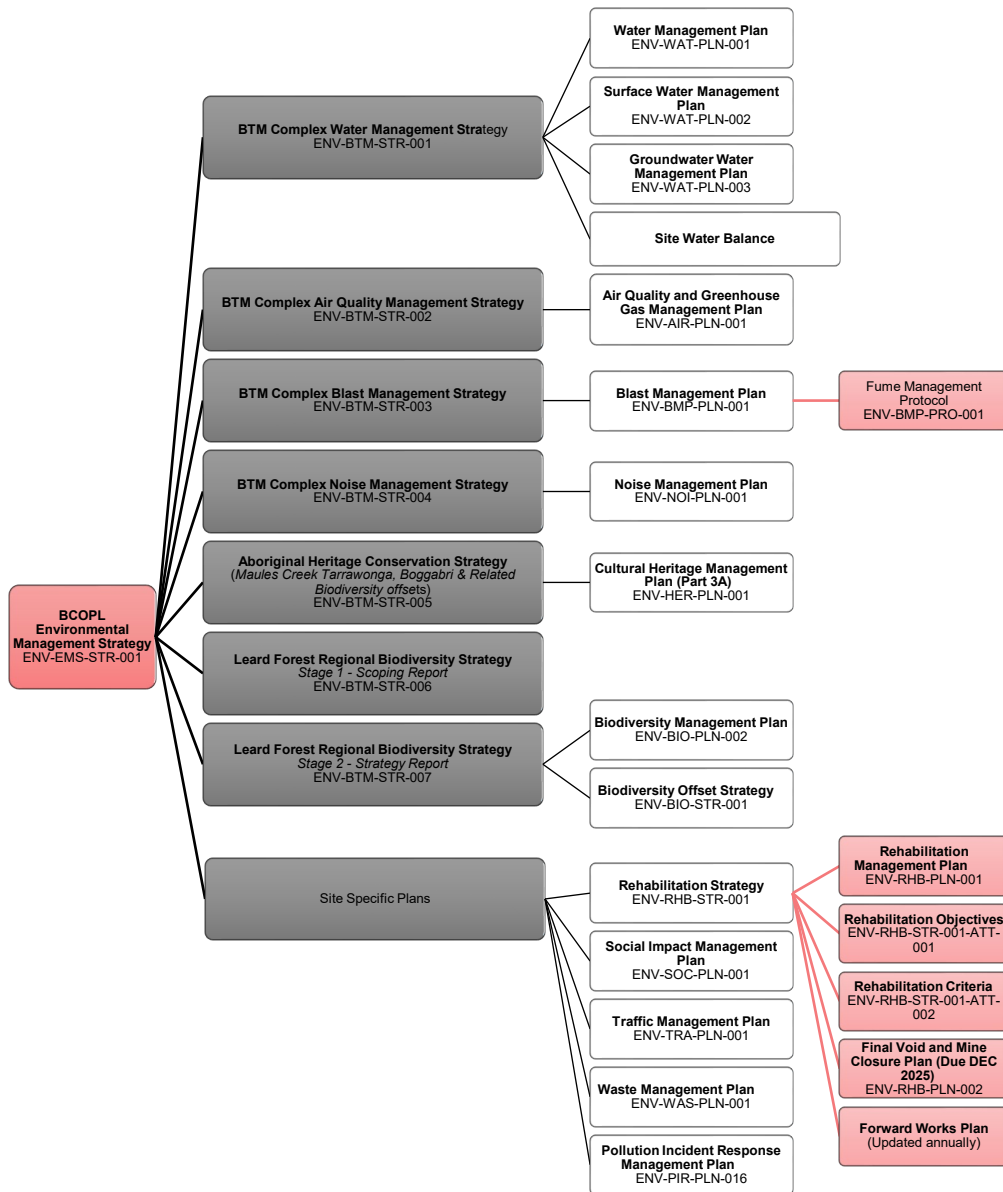 BCOPL
Environmental
Management Strategy
ENV-EMS-STR-001
BTM Complex Water Management Strategy
ENV-BTM-STR-001
Water Management Plan
ENV-WAT-PLN-001
Surface Water Management
Plan
ENV-WAT-PLN-002
Groundwater Water
Management Plan
ENV-WAT-PLN-003
Site Water Balance
BTM Complex Air Quality Management Strategy
ENV-BTM-STR-002
Air Quality and Greenhouse
Gas Management Plan
ENV-AIR-PLN-001
BTM Complex Blast Management Strategy
ENV-BTM-STR-003
Blast Management Plan
ENV-BMP-PLN-001
Fume Management
Protocol
ENV-BMP-PRO-001
BTM Complex Noise Management Strategy
ENV-BTM-STR-004
Noise Management Plan
ENV-NOI-PLN-001
Aboriginal Heritage Conservation Strategy
(Maules Creek Tarrawonga, Boggabri & Related
Biodiversity offsets)
ENV-BTM-STR-005
Cultural Heritage Management
Plan (Part 3A)
ENV-HER-PLN-001
Leard Forest Regional Biodiversity Strategy
Stage 1 - Scoping Report
ENV-BTM-STR-006
Leard Forest Regional Biodiversity Strategy
Stage 2 - Strategy Report
ENV-BTM-STR-007
Biodiversity Management Plan
ENV-BIO-PLN-002
Biodiversity Offset Strategy
ENV-BIO-STR-001
Site Specific Plans
Rehabilitation Strategy
ENV-RHB-STR-001
Rehabilitation
Management Plan
ENV-RHB-PLN-001
Rehabilitation Objectives
ENV-RHB-STR-001-ATT-
001
Rehabilitation Criteria
ENV-RHB-STR-001-ATT-
002
Final Void and Mine
Closure Plan (Due DEC
2025)
ENV-RHB-PLN-002
Forward Works Plan
(Updated annually)
Social Impact Management
Plan
ENV-SOC-PLN-001
Traffic Management Plan
ENV-TRA-PLN-001
Waste Management Plan
ENV-WAS-PLN-001
Pollution Incident Response
Management Plan
ENV-PIR-PLN-016